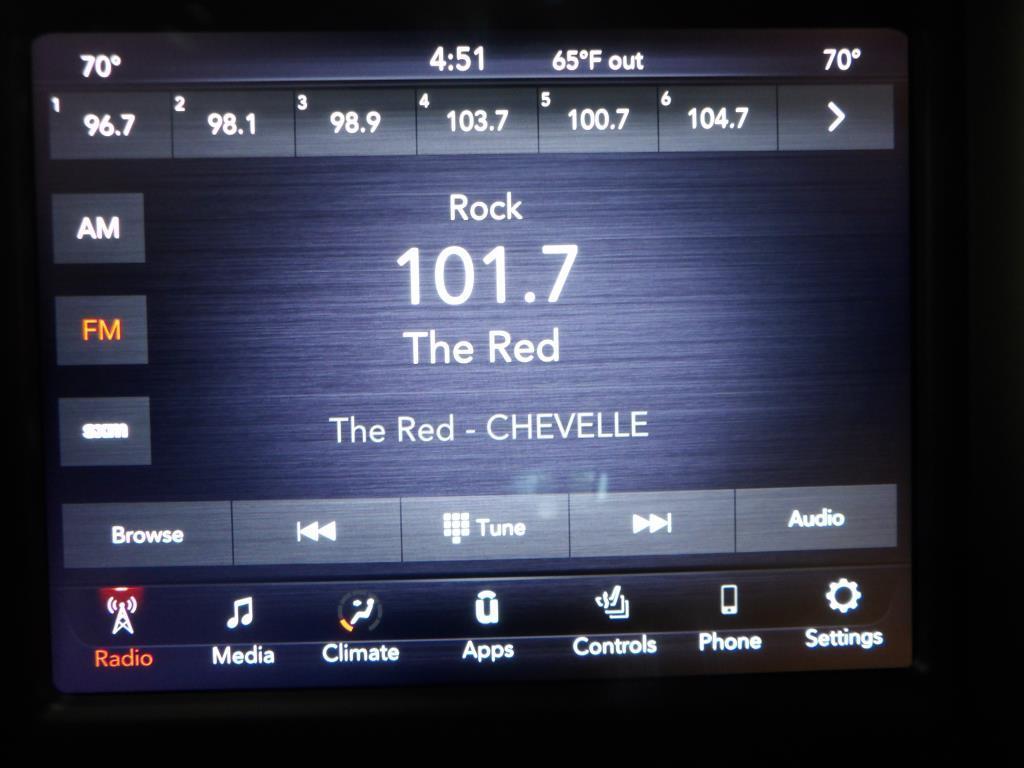 70° 4:51 65°F out 70°
1 96.7 2 98.1 3 98.9 4 103.7 5 100.7 6 104.7
AM
FM
sxm
Rock
101.7
The Red
The Red - CHEVELLE
Browse Tune Audio
Radio Media Climate Apps Controls Phone Settings